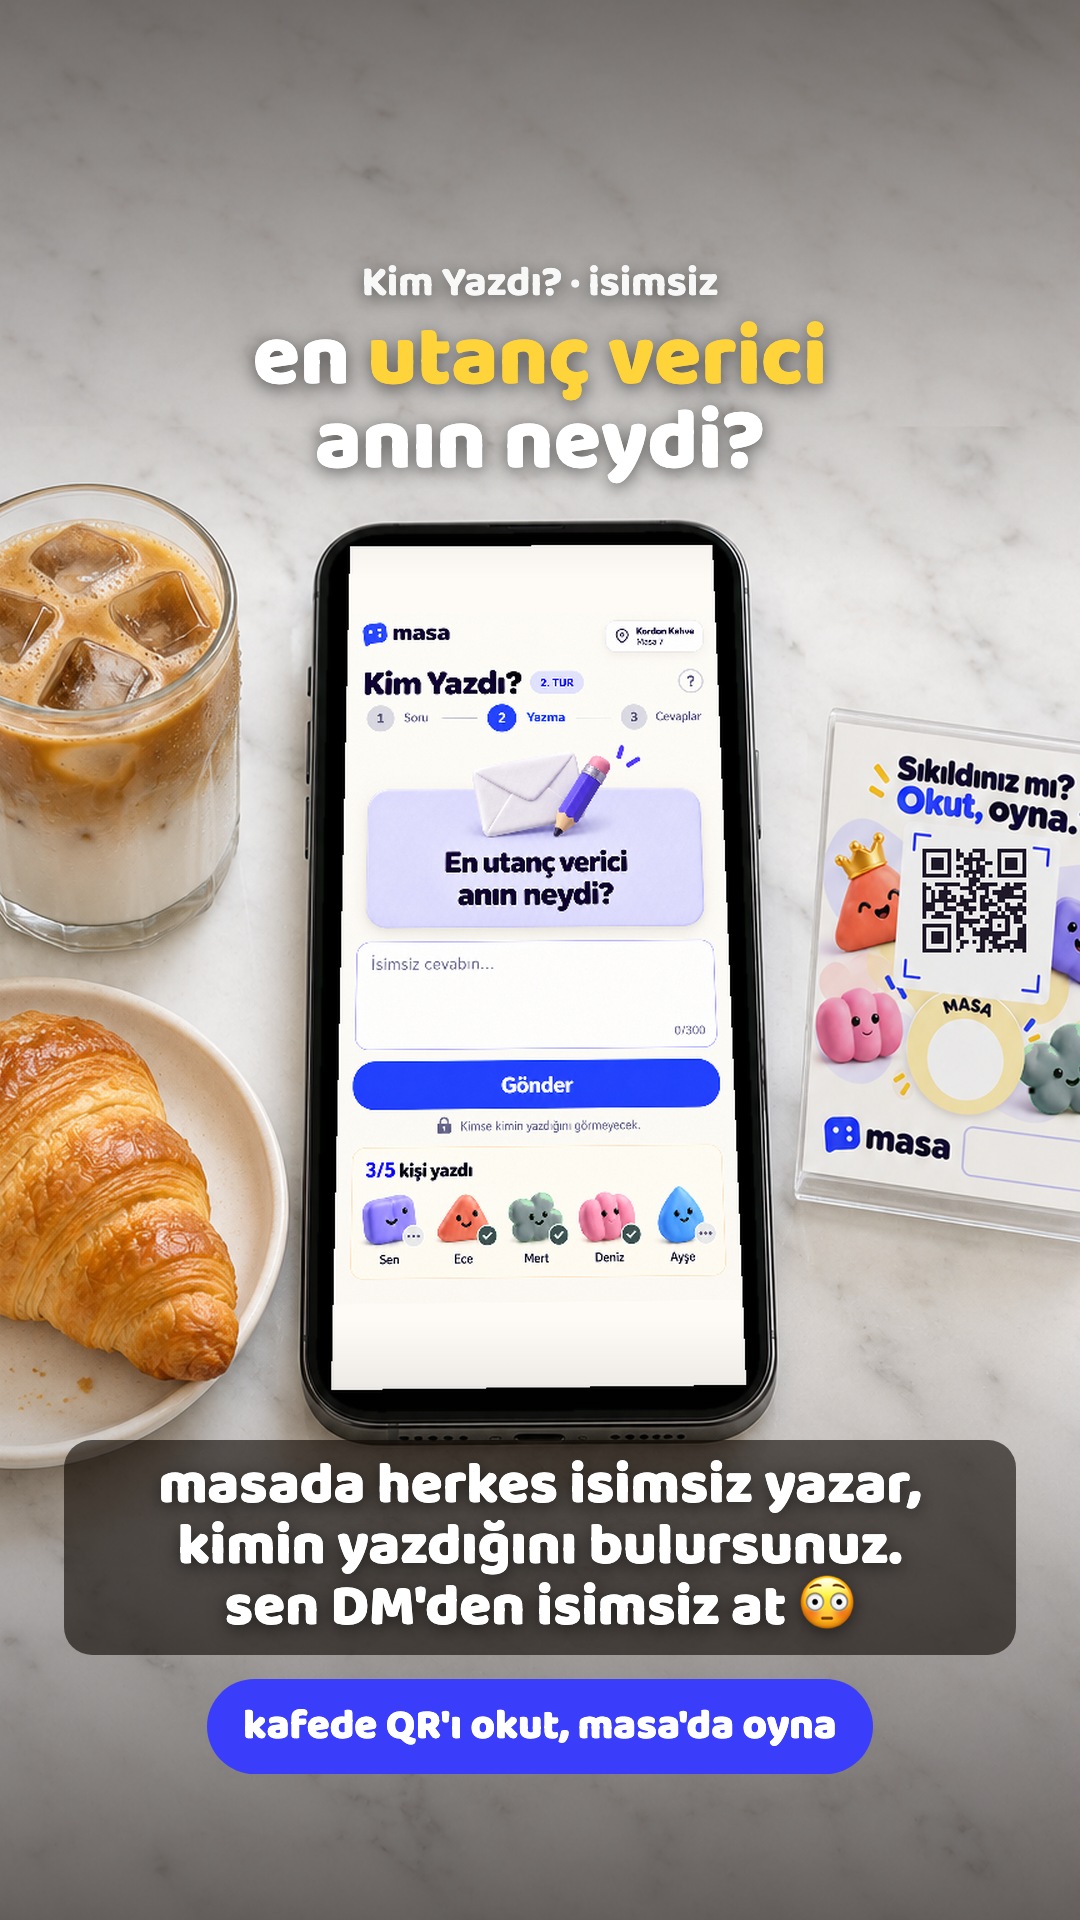 Kim Yazdı? · isimsiz
en utanç verici
anın neydi?
masa
Kordon Kahve
Masa 7
Kim Yazdı?
2. TUR
?
1 Soru
2 Yazma
3 Cevaplar
En utanç verici
anın neydi?
İsimsiz cevabın...
0/300
Gönder
Kimse kimin yazdığını görmeyecek.
3/5 kişi yazdı
Sen
Ece
Mert
Deniz
Ayşe
Sıkıldınız mı?
Okut, oyna.
MASA
masa
masada herkes isimsiz yazar,
kimin yazdığını bulursunuz.
sen DM'den isimsiz at 😳
kafede QR'ı okut, masa'da oyna